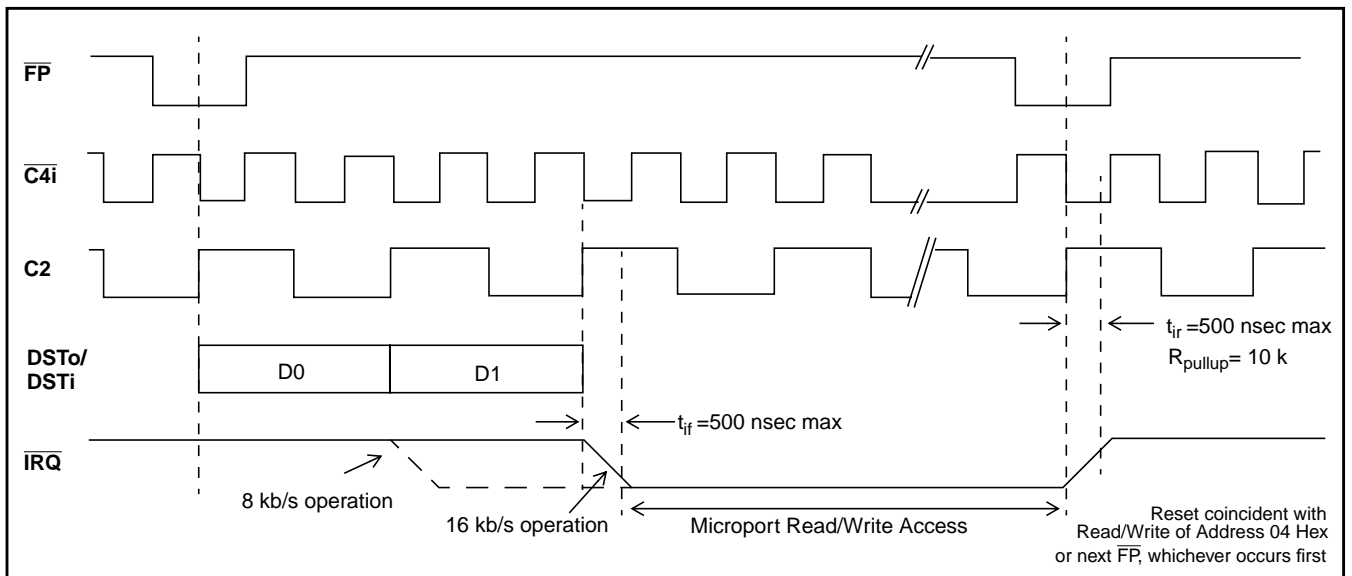 FP
C4i
C2
t_ir =500 nsec max
R_pullup= 10 k
DSTo/
DSTi
D0
D1
t_if =500 nsec max
IRQ
8 kb/s operation
16 kb/s operation
Microport Read/Write Access
Reset coincident with
Read/Write of Address 04 Hex
or next FP, whichever occurs first